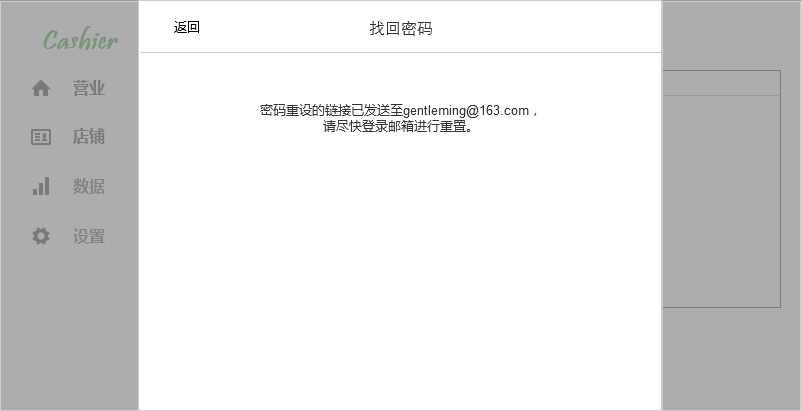 Cashier
营业
店铺
数据
设置
返回
找回密码
密码重设的链接已发送至gentleming@163.com，
请尽快登录邮箱进行重置。